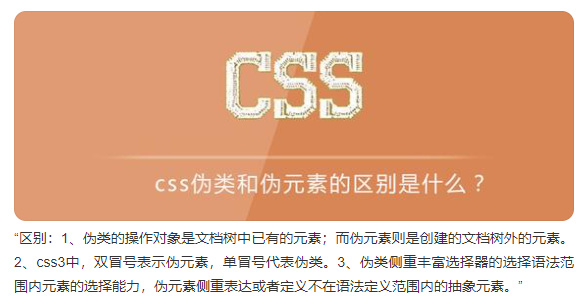 CSS
css伪类和伪元素的区别是什么？
“区别：1、伪类的操作对象是文档树中已有的元素；而伪元素则是创建的文档树外的元素。
2、css3中，双冒号表示伪元素，单冒号代表伪类。3、伪类侧重丰富选择器的选择语法范
围内元素的选择能力，伪元素侧重表达或者定义不在语法定义范围内的抽象元素。”